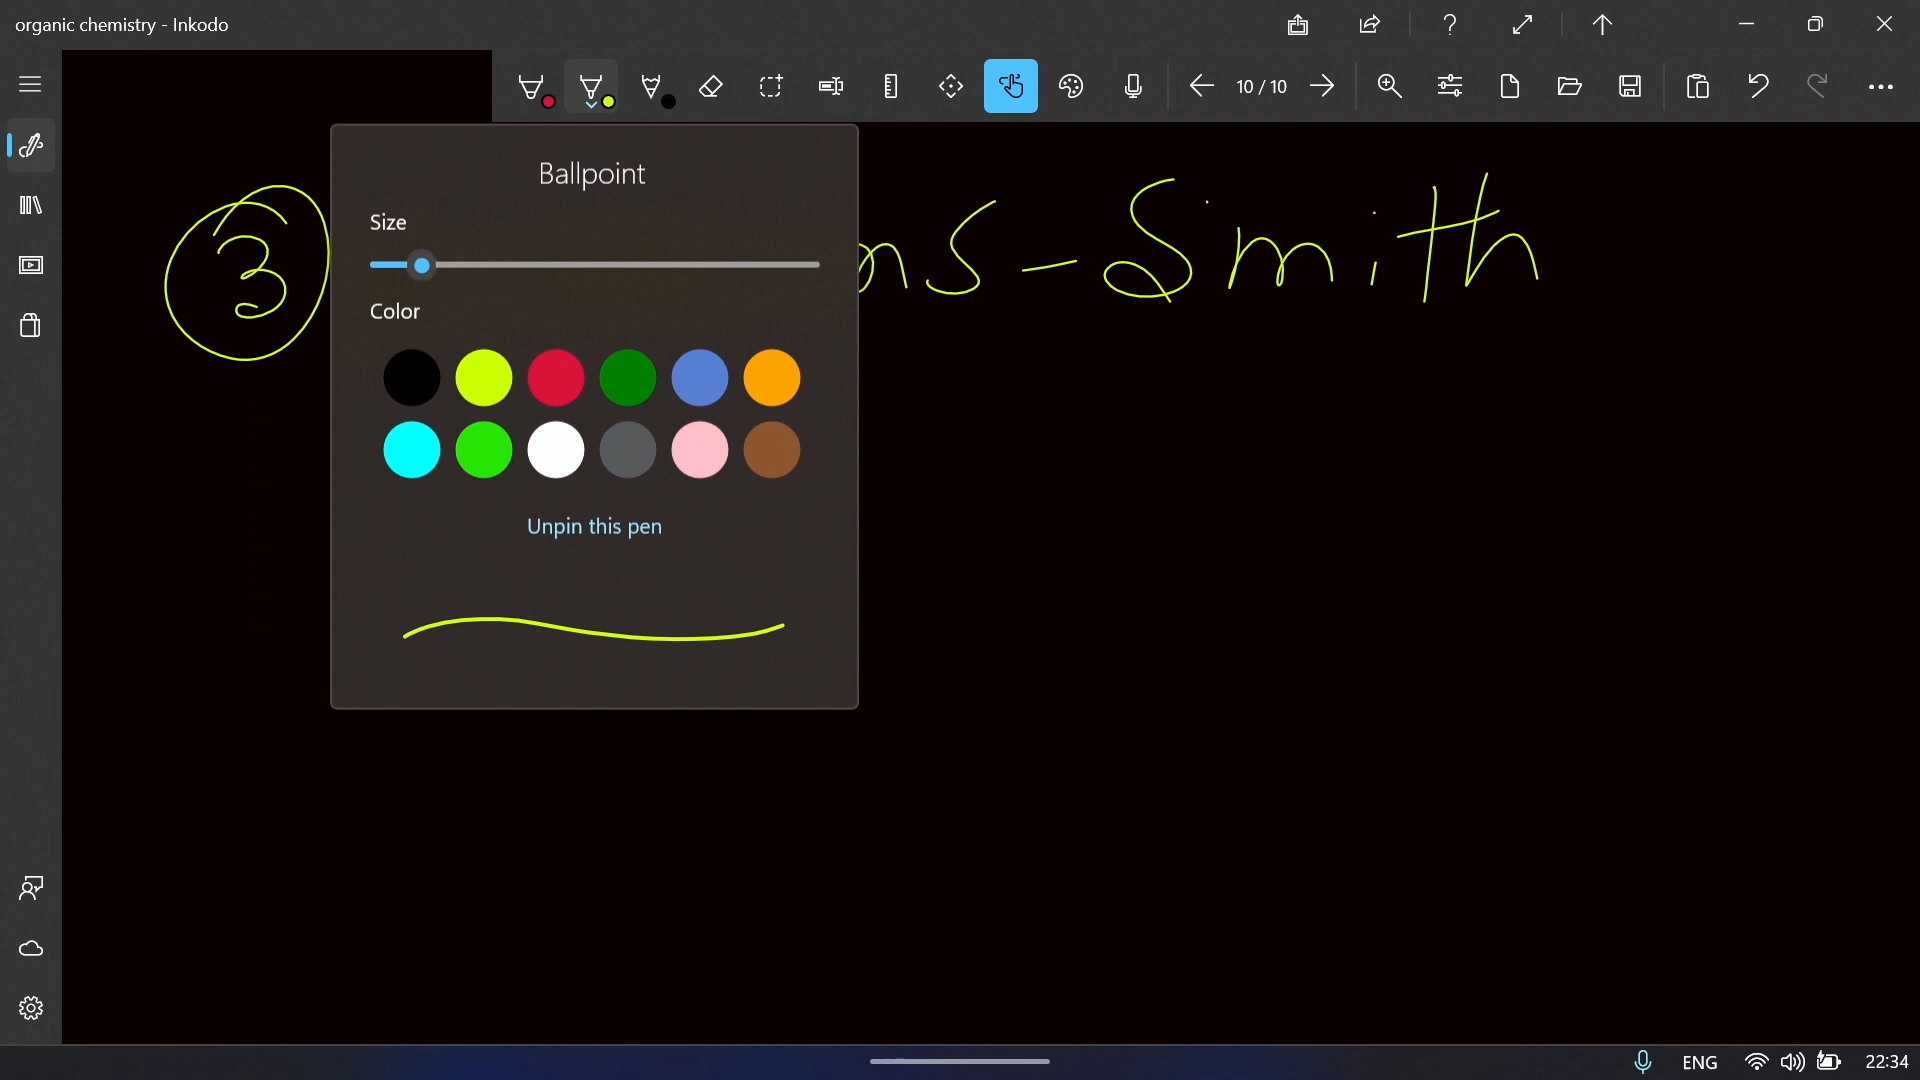 organic chemistry - Inkodo
10 / 10
3 ns - Smith
Ballpoint
Size
Color
Unpin this pen
ENG 22:34